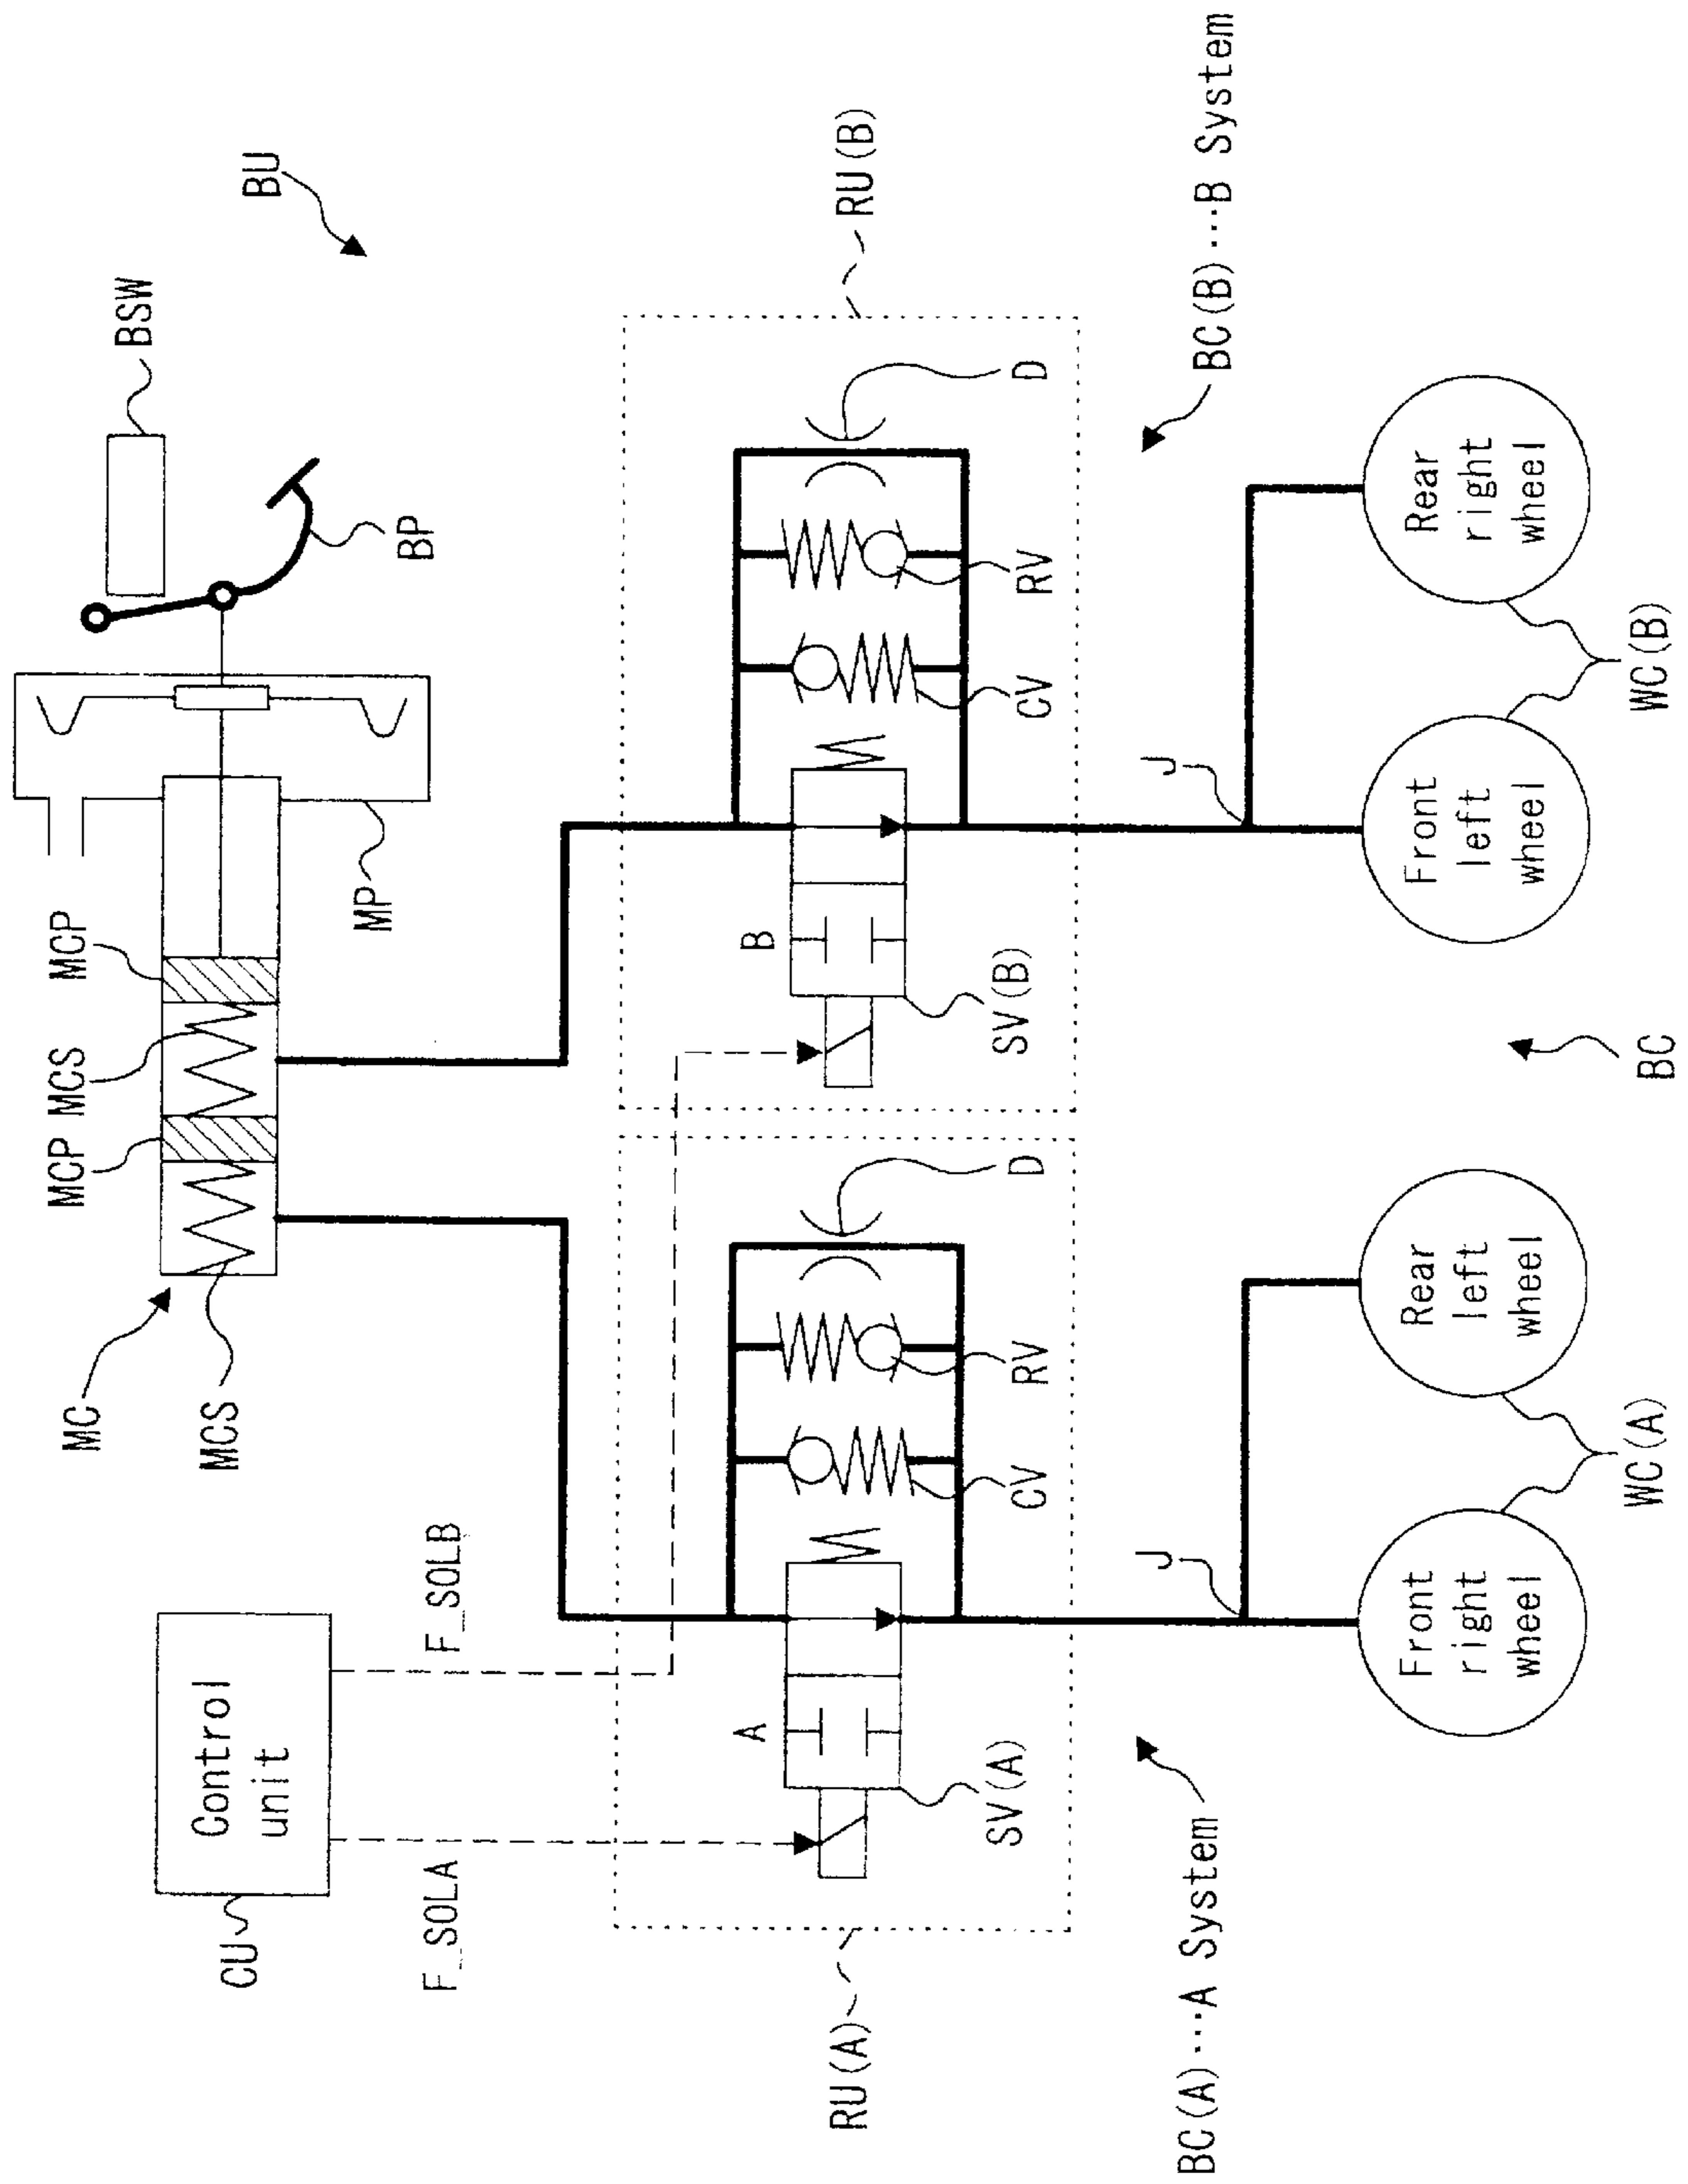 BU
BSW
BP
MP
MCP
MCS
MCP
MC
MCS
Control
unit
CU
F_SOLA
F_SOLB
RU(A)
A
SV(A)
CV
RV
D
RU(B)
B
SV(B)
CV
RV
D
BC(A)···A System
J
Front
right
wheel
Rear
left
wheel
WC(A)
BC
BC(B)···B System
J
Front
left
wheel
Rear
right
wheel
WC(B)